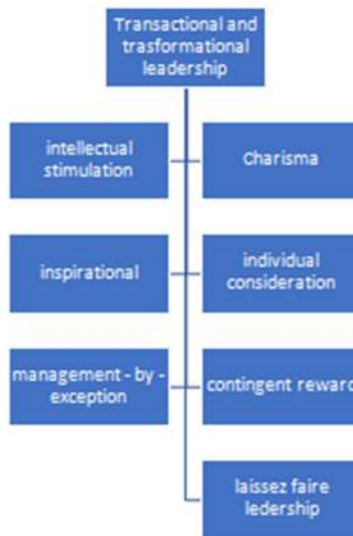 Transactional and
trasformational
leadership
intellectual
stimulation
Charisma
inspirational
individual
consideration
management - by -
exception
contingent reward
laissez faire
ledership